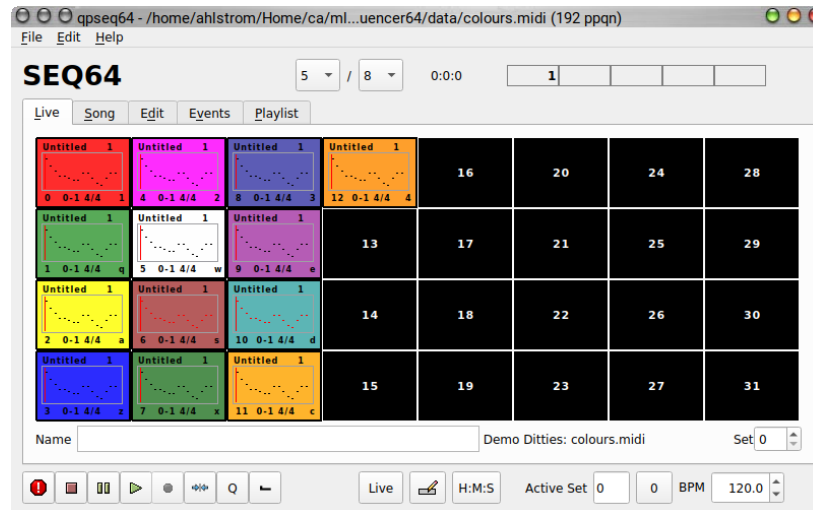 qpseq64 - /home/ahlstrom/Home/ca/ml...uencer64/data/colours.midi (192 ppqn)
File Edit Help
SEQ64 5 / 8 0:0:0 1
Live Song Edit Events Playlist
Untitled 1 Untitled 1 Untitled 1 Untitled 1
16 20 24 28
0 0-1 4/4 1 4 0-1 4/4 2 8 0-1 4/4 3 12 0-1 4/4 4
Untitled 1 Untitled 1 Untitled 1
13 17 21 25 29
1 0-1 4/4 q 5 0-1 4/4 w 9 0-1 4/4 e
Untitled 1 Untitled 1 Untitled 1
14 18 22 26 30
2 0-1 4/4 a 6 0-1 4/4 s 10 0-1 4/4 d
Untitled 1 Untitled 1 Untitled 1
15 19 23 27 31
3 0-1 4/4 z 7 0-1 4/4 x 11 0-1 4/4 c
Name Demo Ditties: colours.midi Set 0
Q Live H:M:S Active Set 0 0 BPM 120.0